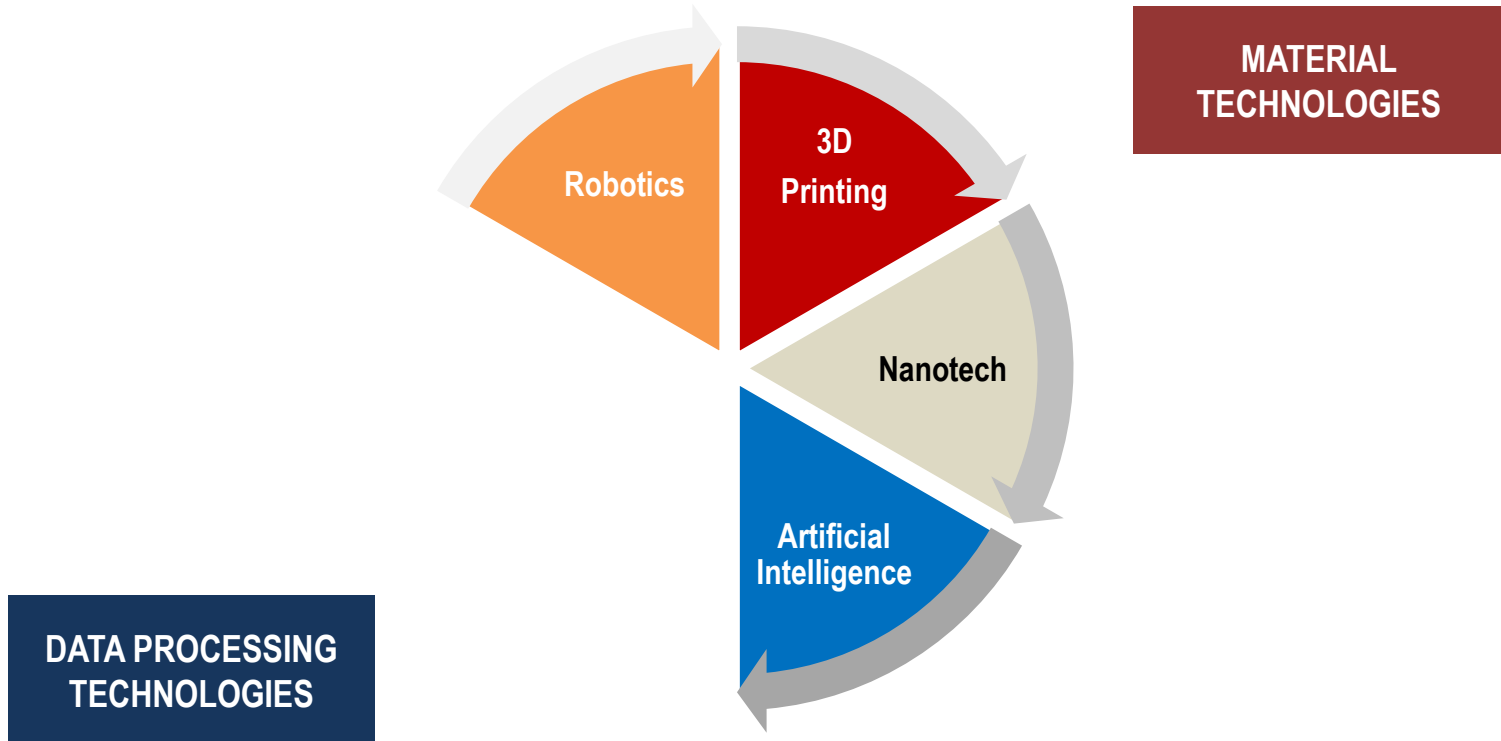 MATERIAL
TECHNOLOGIES
3D
Printing
Robotics
Nanotech
Artificial
Intelligence
DATA PROCESSING
TECHNOLOGIES